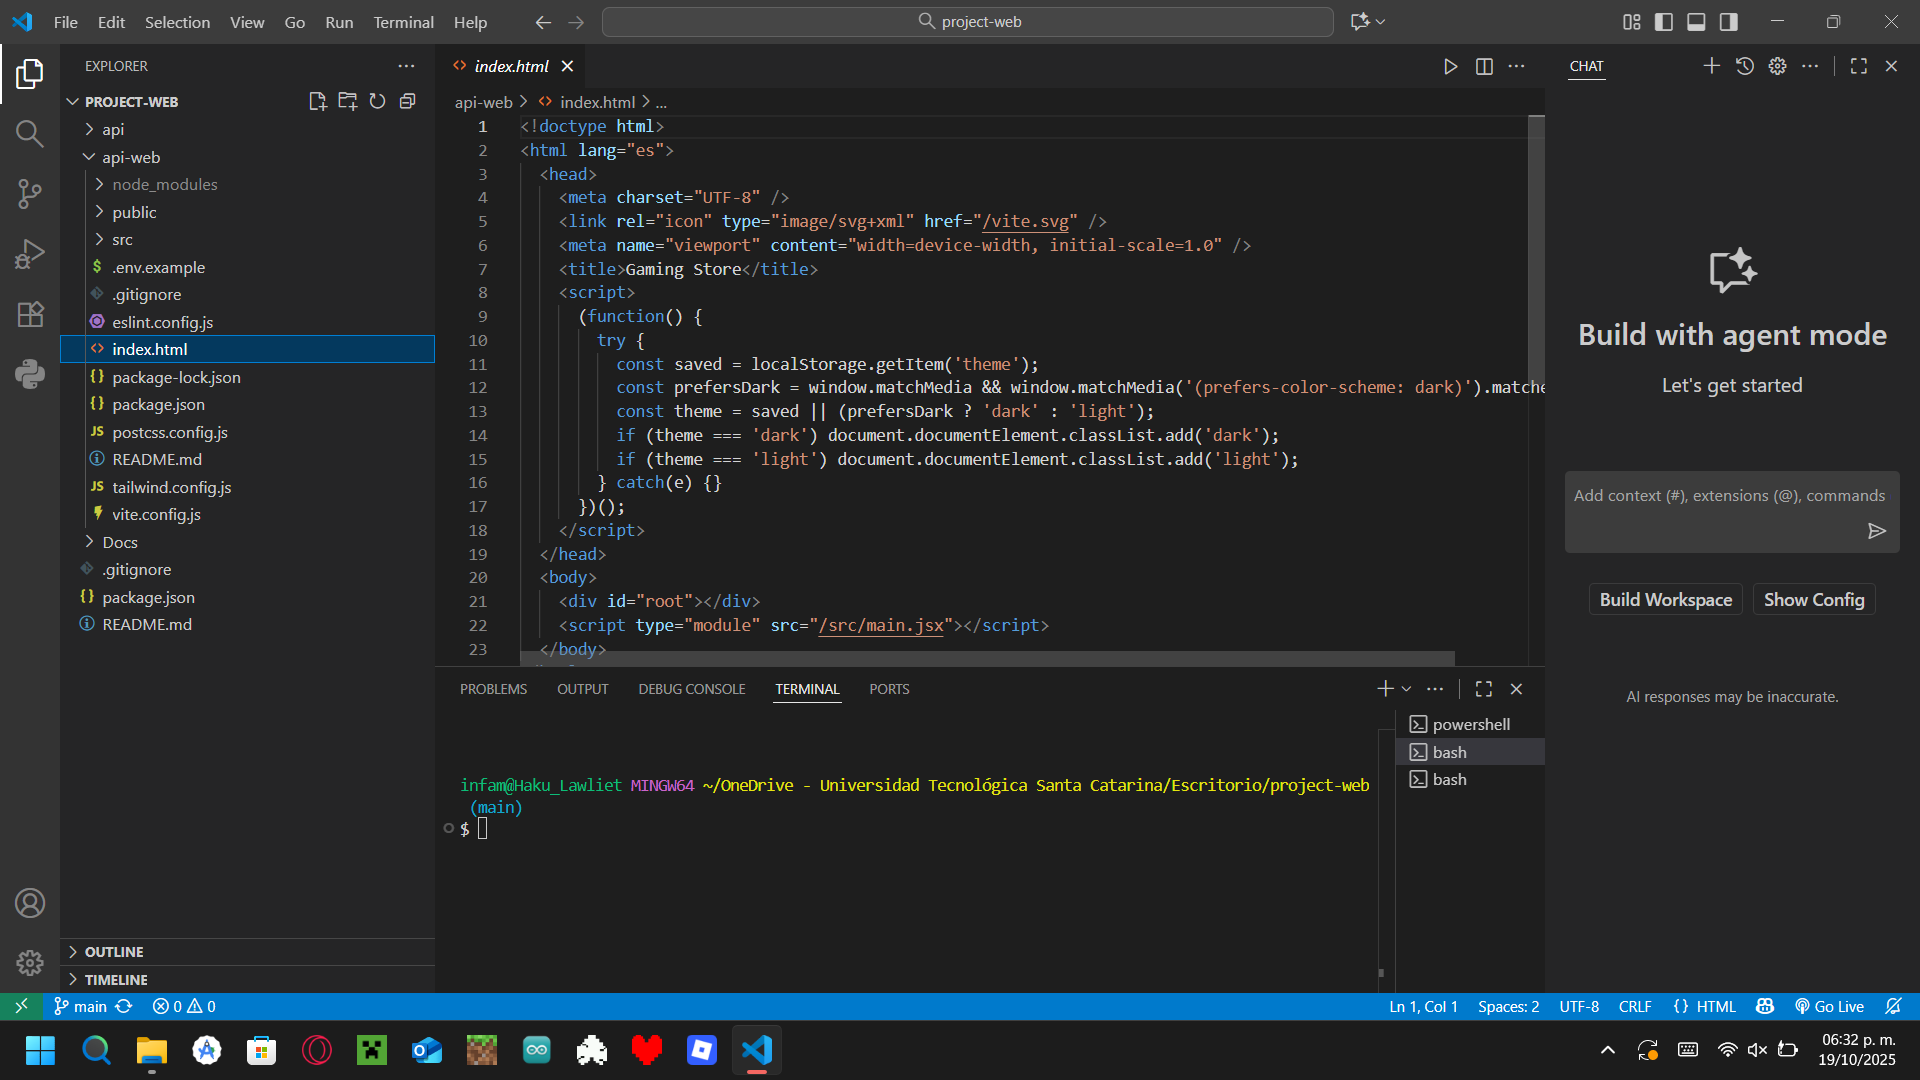 File Edit Selection View Go Run Terminal Help
project-web
EXPLORER
PROJECT-WEB
api
api-web
node_modules
public
src
.env.example
.gitignore
eslint.config.js
index.html
package-lock.json
package.json
postcss.config.js
README.md
tailwind.config.js
vite.config.js
Docs
.gitignore
package.json
README.md
OUTLINE
TIMELINE
index.html
api-web > index.html > ...
1 <!doctype html>
2 <html lang="es">
3 <head>
4 <meta charset="UTF-8" />
5 <link rel="icon" type="image/svg+xml" href="/vite.svg" />
6 <meta name="viewport" content="width=device-width, initial-scale=1.0" />
7 <title>Gaming Store</title>
8 <script>
9 (function() {
10 try {
11 const saved = localStorage.getItem('theme');
12 const prefersDark = window.matchMedia && window.matchMedia('(prefers-color-scheme: dark)').matche
13 const theme = saved || (prefersDark ? 'dark' : 'light');
14 if (theme === 'dark') document.documentElement.classList.add('dark');
15 if (theme === 'light') document.documentElement.classList.add('light');
16 } catch(e) {}
17 })();
18 </script>
19 </head>
20 <body>
21 <div id="root"></div>
22 <script type="module" src="/src/main.jsx"></script>
23 </body>
PROBLEMS OUTPUT DEBUG CONSOLE TERMINAL PORTS
infam@Haku_Lawliet MINGW64 ~/OneDrive - Universidad Tecnológica Santa Catarina/Escritorio/project-web
(main)
$
powershell
bash
bash
CHAT
Build with agent mode
Let's get started
Add context (#), extensions (@), commands
Build Workspace Show Config
AI responses may be inaccurate.
main 0 0 Ln 1, Col 1 Spaces: 2 UTF-8 CRLF {} HTML Go Live
06:32 p. m.
19/10/2025